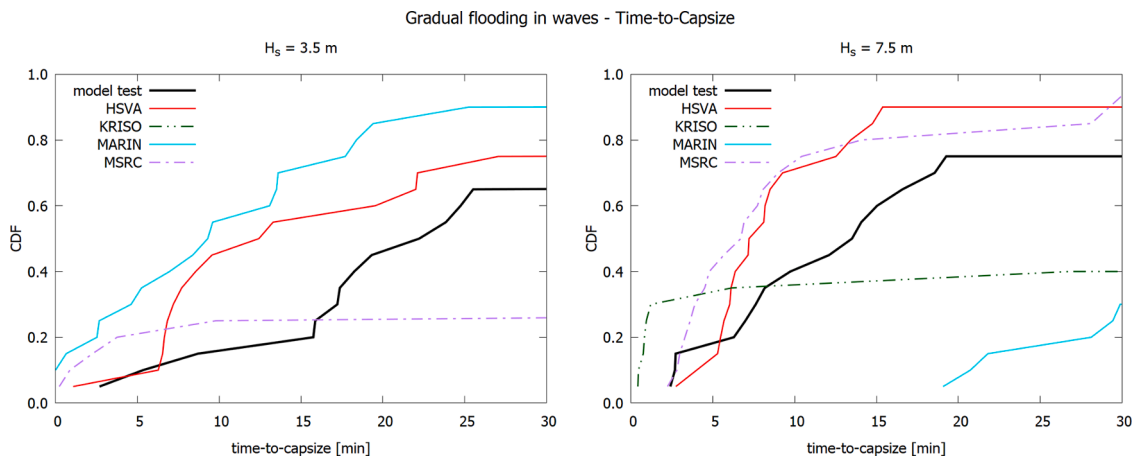 Gradual flooding in waves - Time-to-Capsize
Hₛ = 3.5 m
1.0
0.8
0.6
0.4
0.2
0.0
CDF
model test
HSVA
KRISO
MARIN
MSRC
0 5 10 15 20 25 30
time-to-capsize [min]
Hₛ = 7.5 m
1.0
0.8
0.6
0.4
0.2
0.0
CDF
model test
HSVA
KRISO
MARIN
MSRC
0 5 10 15 20 25 30
time-to-capsize [min]